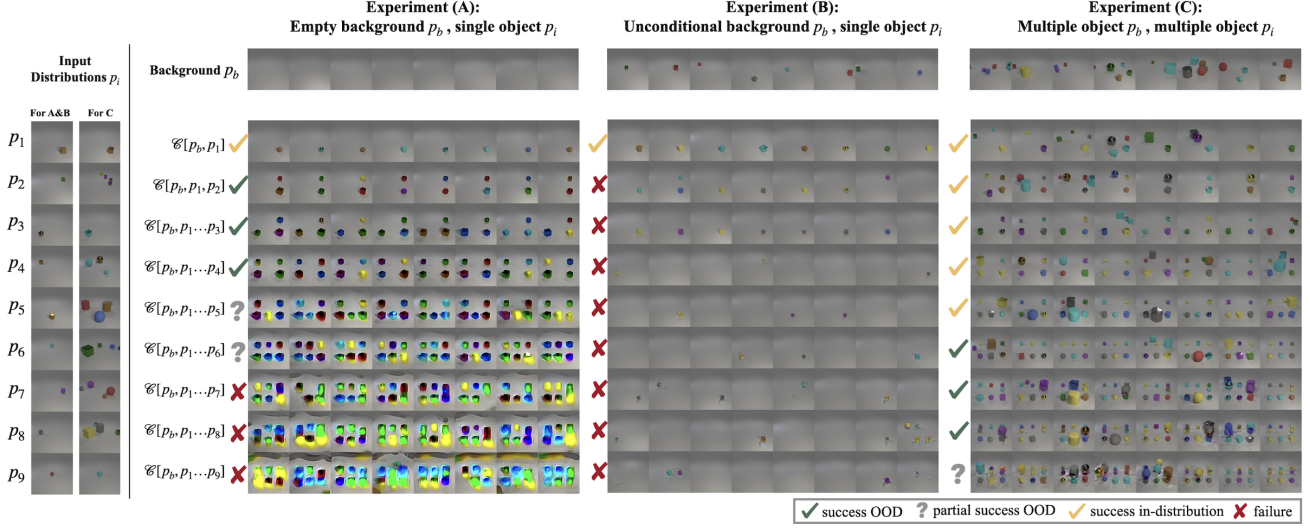 Experiment (A):
Empty background p_b , single object p_i
Experiment (B):
Unconditional background p_b , single object p_i
Experiment (C):
Multiple object p_b , multiple object p_i
Input
Distributions p_i
Background p_b
For A&B
For C
p_1
𝒞[p_b, p_1]
p_2
𝒞[p_b, p_1, p_2]
p_3
𝒞[p_b, p_1…p_3]
p_4
𝒞[p_b, p_1…p_4]
p_5
𝒞[p_b, p_1…p_5]
?
p_6
𝒞[p_b, p_1…p_6]
?
p_7
𝒞[p_b, p_1…p_7]
p_8
𝒞[p_b, p_1…p_8]
p_9
𝒞[p_b, p_1…p_9]
?
✓ success OOD ? partial success OOD ✓ success in-distribution ✘ failure